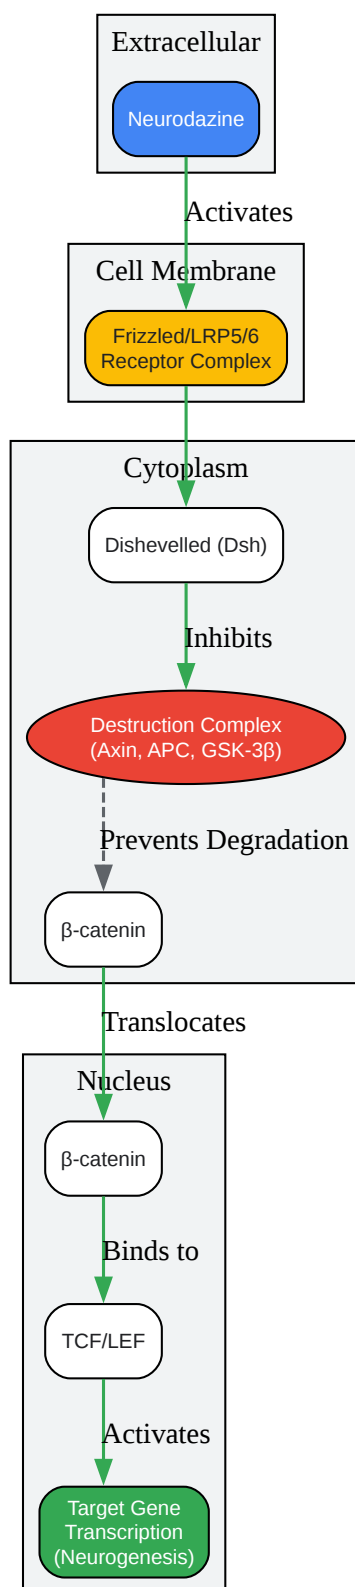 Extracellular
Neurodazine
Activates
Cell Membrane
Frizzled/LRP5/6
Receptor Complex
Cytoplasm
Dishevelled (Dsh)
Inhibits
Destruction Complex
(Axin, APC, GSK-3β)
Prevents Degradation
β-catenin
Translocates
Nucleus
β-catenin
Binds to
TCF/LEF
Activates
Target Gene
Transcription
(Neurogenesis)